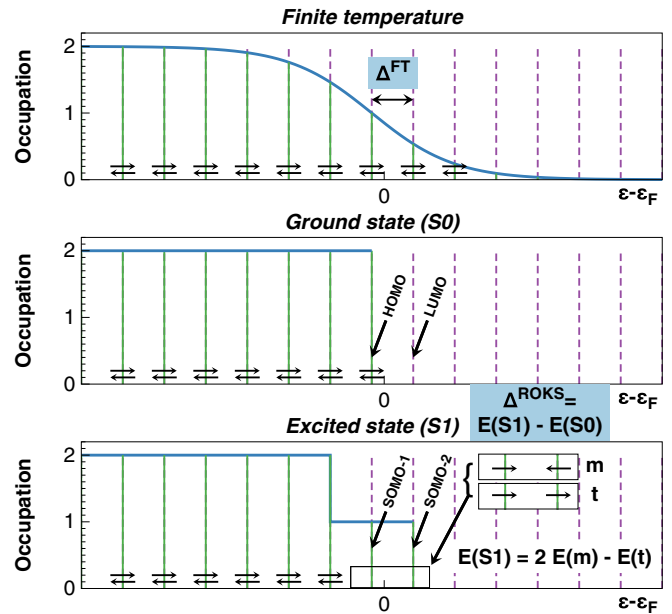 Finite temperature
Occupation
2
1
0
Δ^FT
0
ε-ε_F
Ground state (S0)
Occupation
2
1
0
HOMO
LUMO
0
ε-ε_F
Δ^ROKS=
E(S1) - E(S0)
Excited state (S1)
Occupation
2
1
0
SOMO-1
SOMO-2
m
t
E(S1) = 2 E(m) - E(t)
0
ε-ε_F